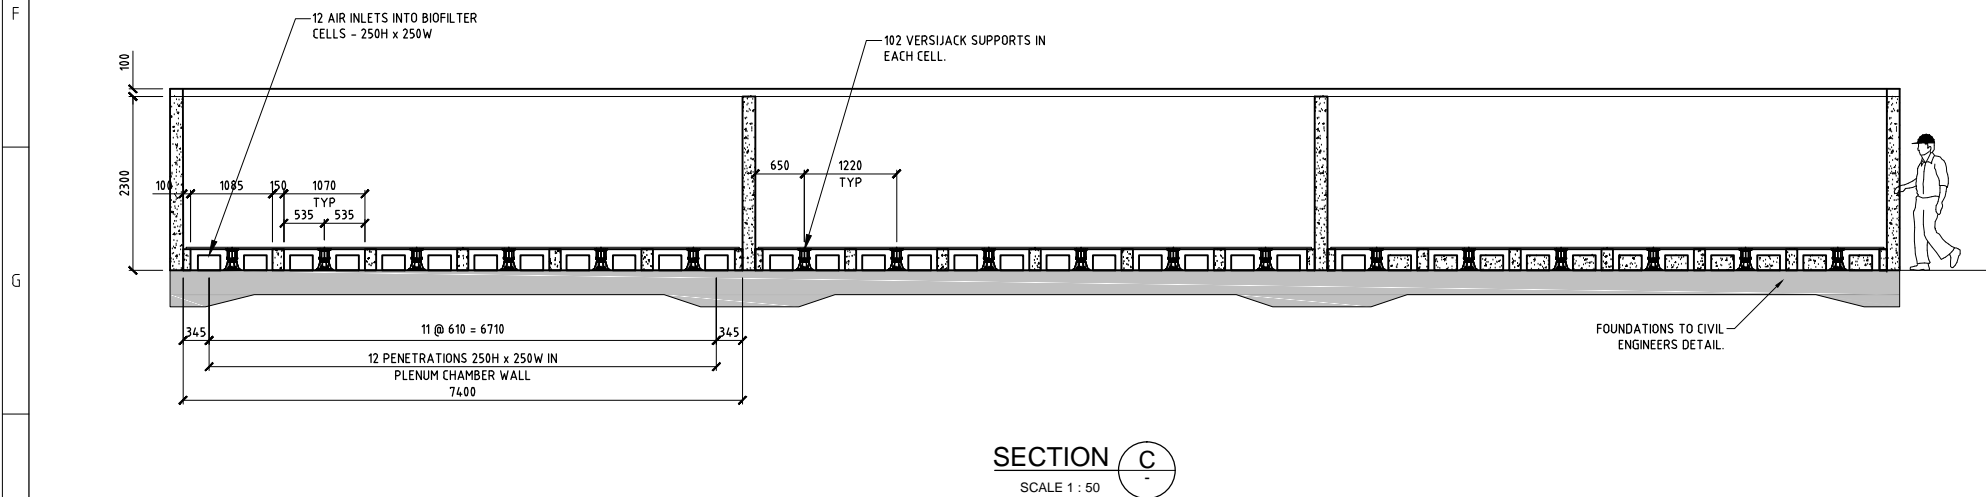 F
12 AIR INLETS INTO BIOFILTER
CELLS - 250H x 250W
102 VERSIJACK SUPPORTS IN
EACH CELL.
100
2300
100
1085
150
1070
TYP
535
535
650
1220
TYP
G
345
11 @ 610 = 6710
345
12 PENETRATIONS 250H x 250W IN
PLENUM CHAMBER WALL
7400
FOUNDATIONS TO CIVIL
ENGINEERS DETAIL.
SECTION
C
-
SCALE 1 : 50